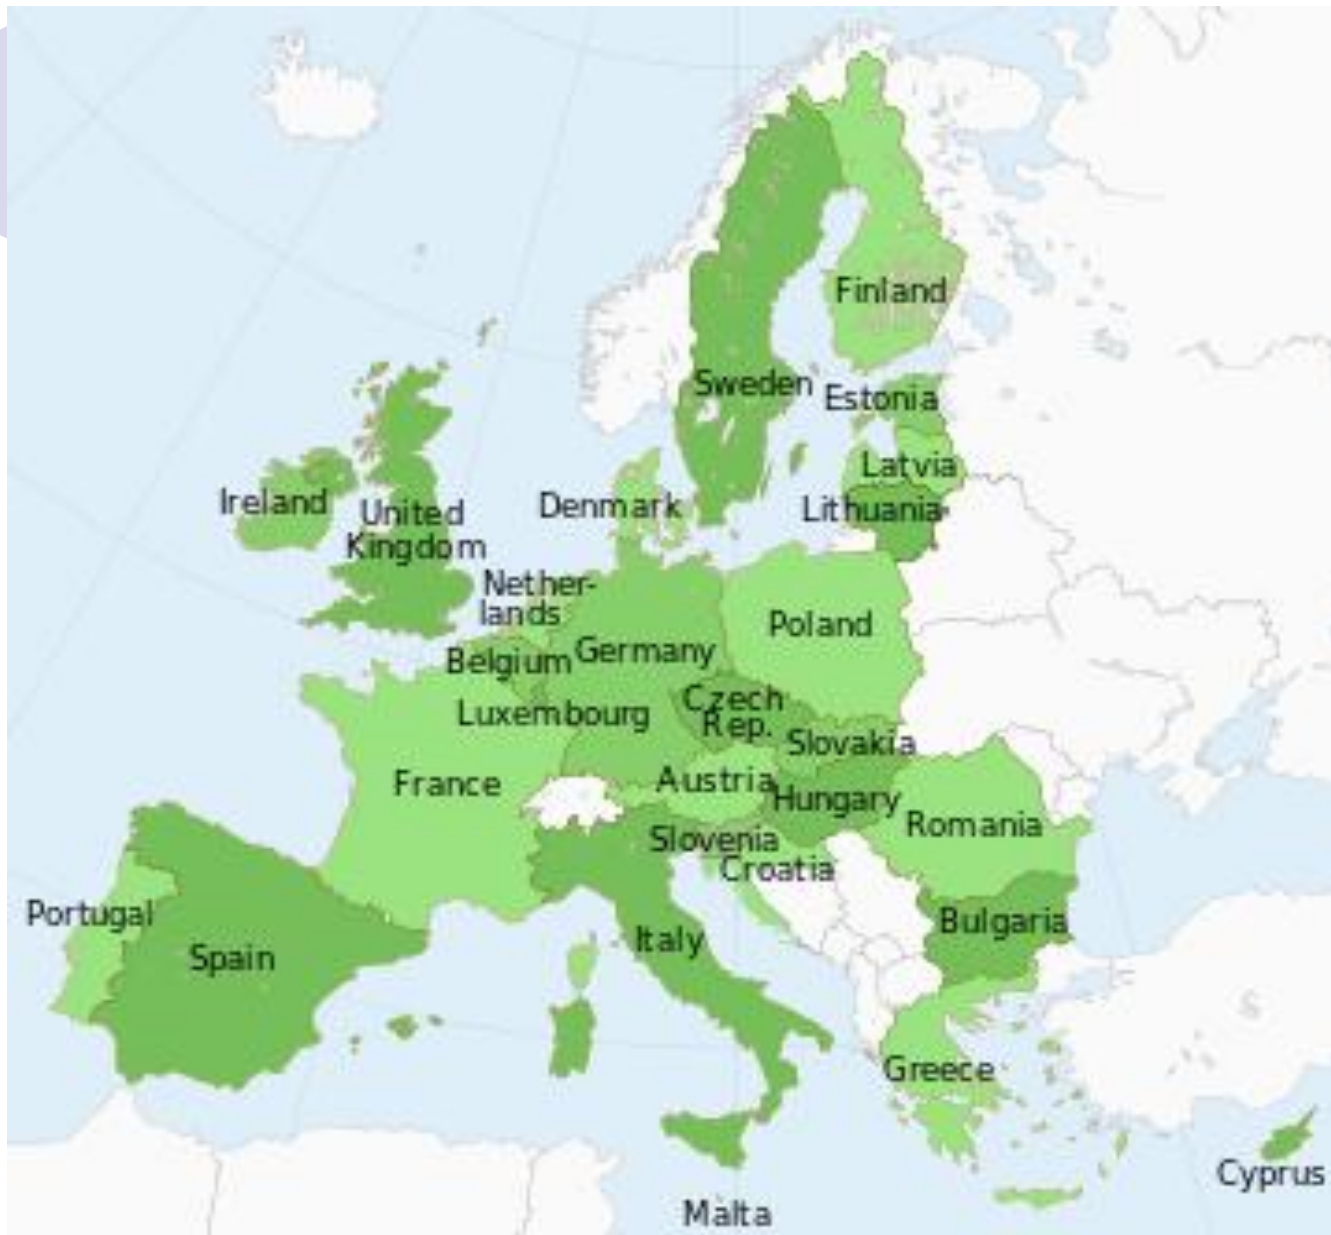 Finland
Sweden
Estonia
Latvia
Ireland
United
Kingdom
Denmark
Lithuania
Nether-
lands
Poland
Belgium
Germany
Luxembourg
Czech
Rep.
Slovakia
France
Austria
Hungary
Slovenia
Romania
Croatia
Portugal
Spain
Italy
Bulgaria
Greece
Malta
Cyprus